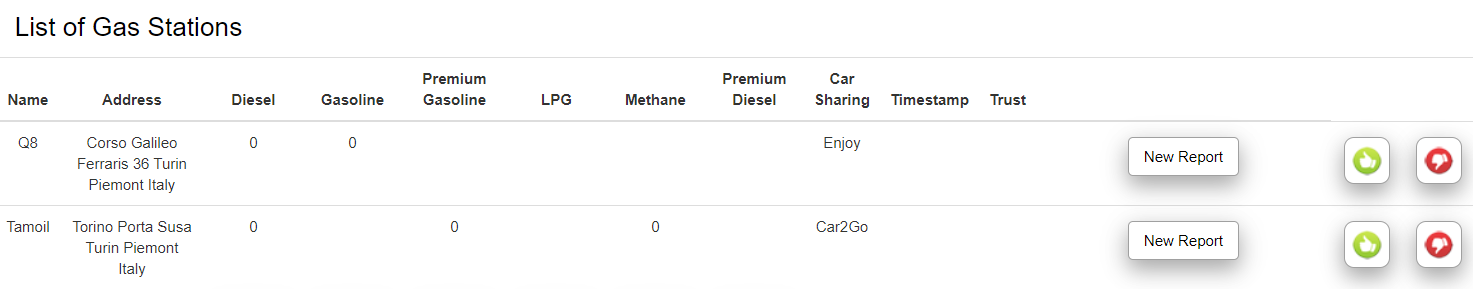 List of Gas Stations
Premium Premium Car
Name Address Diesel Gasoline Gasoline LPG Methane Diesel Sharing Timestamp Trust
Q8 Corso Galileo 0 0 Enjoy
Ferraris 36 Turin New Report
Piemont Italy
Tamoil Torino Porta Susa 0 0 0 Car2Go
Turin Piemont New Report
Italy